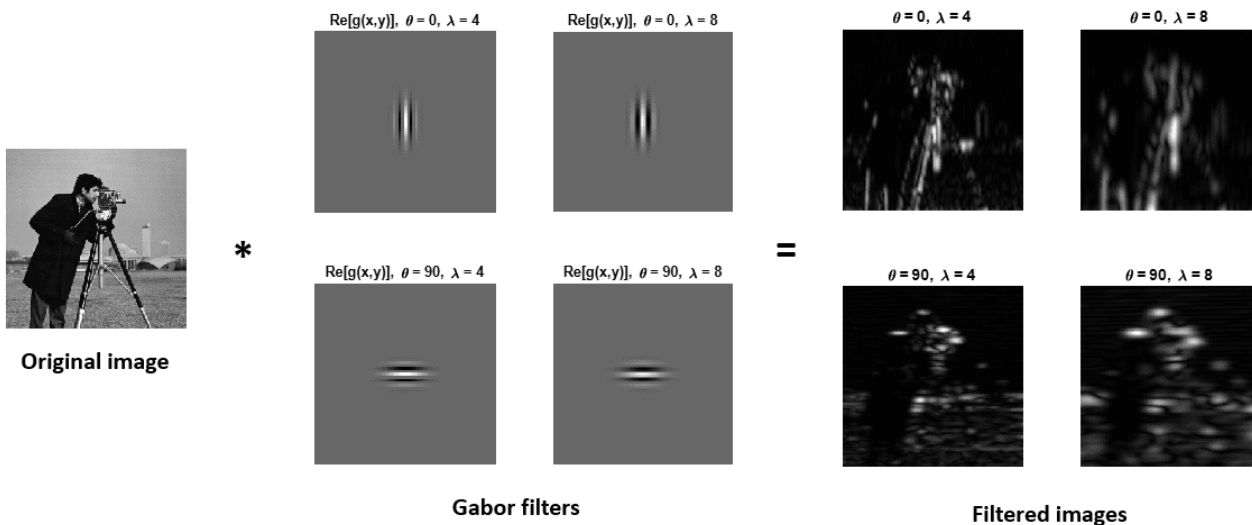 Re[g(x,y)], θ = 0, λ = 4
Re[g(x,y)], θ = 0, λ = 8
θ = 0, λ = 4
θ = 0, λ = 8
*
=
Re[g(x,y)], θ = 90, λ = 4
Re[g(x,y)], θ = 90, λ = 8
θ = 90, λ = 4
θ = 90, λ = 8
Original image
Gabor filters
Filtered images